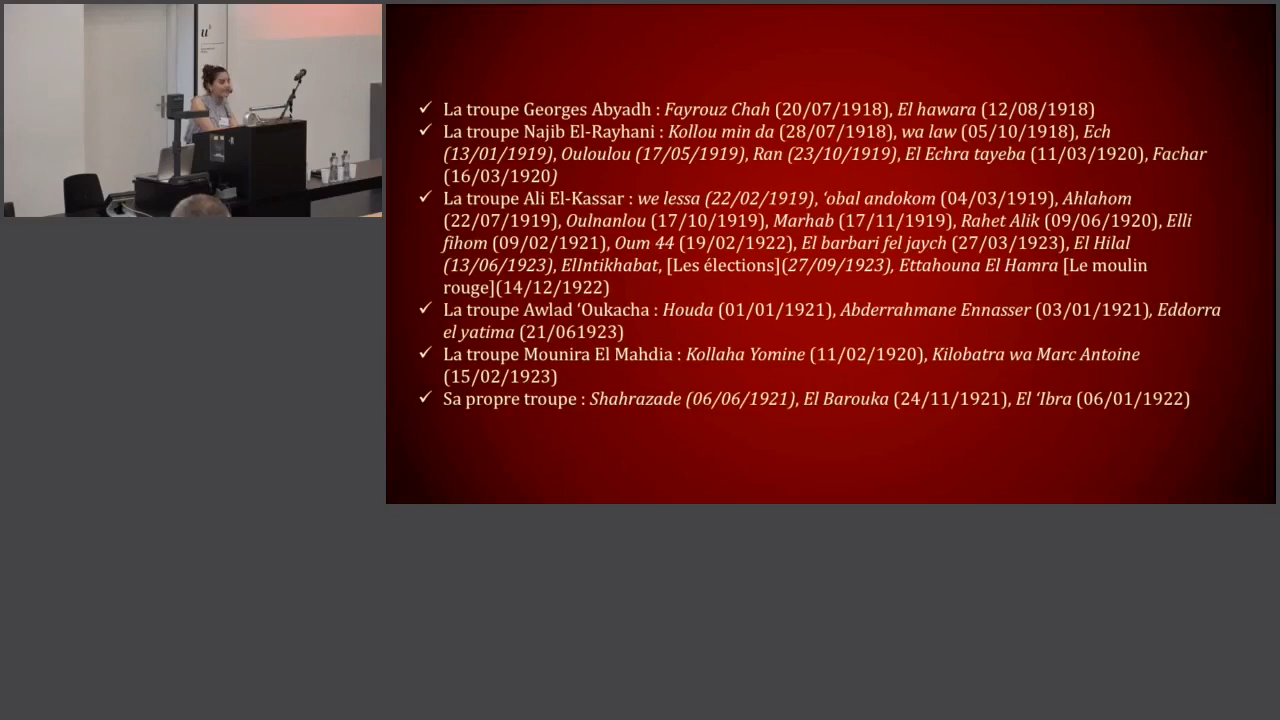 u
✓ La troupe Georges Abyadh : Fayrouz Chah (20/07/1918), El hawara (12/08/1918)
✓ La troupe Najib El-Rayhani : Kollou min da (28/07/1918), wa law (05/10/1918), Ech
(13/01/1919), Ouloulou (17/05/1919), Ran (23/10/1919), El Echra tayeba (11/03/1920), Fachar
(16/03/1920)
✓ La troupe Ali El-Kassar : we lessa (22/02/1919), ‘obal andokom (04/03/1919), Ahlahom
(22/07/1919), Oulnanlou (17/10/1919), Marhab (17/11/1919), Rahet Alik (09/06/1920), Elli
fihom (09/02/1921), Oum 44 (19/02/1922), El barbari fel jaych (27/03/1923), El Hilal
(13/06/1923), ElIntikhabat, [Les élections](27/09/1923), Ettahouna El Hamra [Le moulin
rouge](14/12/1922)
✓ La troupe Awlad ‘Oukacha : Houda (01/01/1921), Abderrahmane Ennasser (03/01/1921), Eddorra
el yatima (21/061923)
✓ La troupe Mounira El Mahdia : Kollaha Yomine (11/02/1920), Kilobatra wa Marc Antoine
(15/02/1923)
✓ Sa propre troupe : Shahrazade (06/06/1921), El Barouka (24/11/1921), El ‘Ibra (06/01/1922)